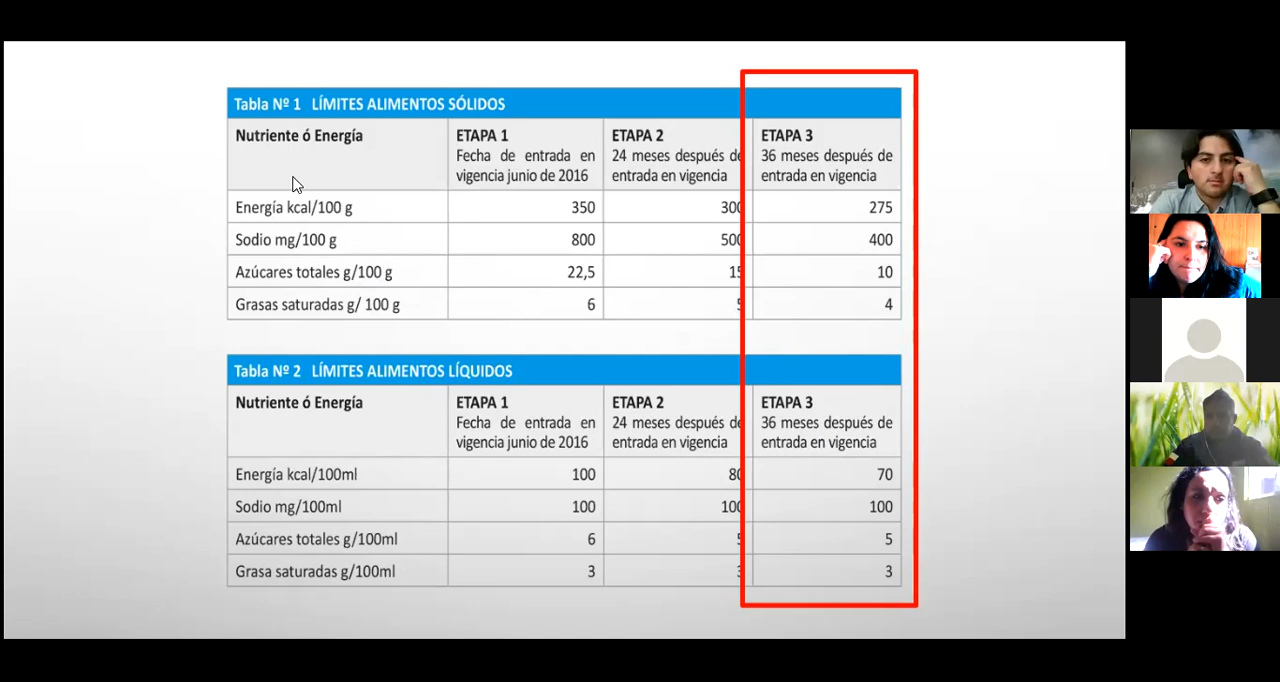 Tabla Nº 1 LÍMITES ALIMENTOS SÓLIDOS
Nutriente ó Energía ETAPA 1 ETAPA 2 ETAPA 3
Fecha de entrada en 24 meses después de 36 meses después de
vigencia junio de 2016 entrada en vigencia entrada en vigencia
Energía kcal/100 g 350 300 275
Sodio mg/100 g 800 500 400
Azúcares totales g/100 g 22,5 15 10
Grasas saturadas g/ 100 g 6 5 4
Tabla Nº 2 LÍMITES ALIMENTOS LÍQUIDOS
Nutriente ó Energía ETAPA 1 ETAPA 2 ETAPA 3
Fecha de entrada en 24 meses después de 36 meses después de
vigencia junio de 2016 entrada en vigencia entrada en vigencia
Energía kcal/100ml 100 80 70
Sodio mg/100ml 100 100 100
Azúcares totales g/100ml 6 5 5
Grasa saturadas g/100ml 3 3 3